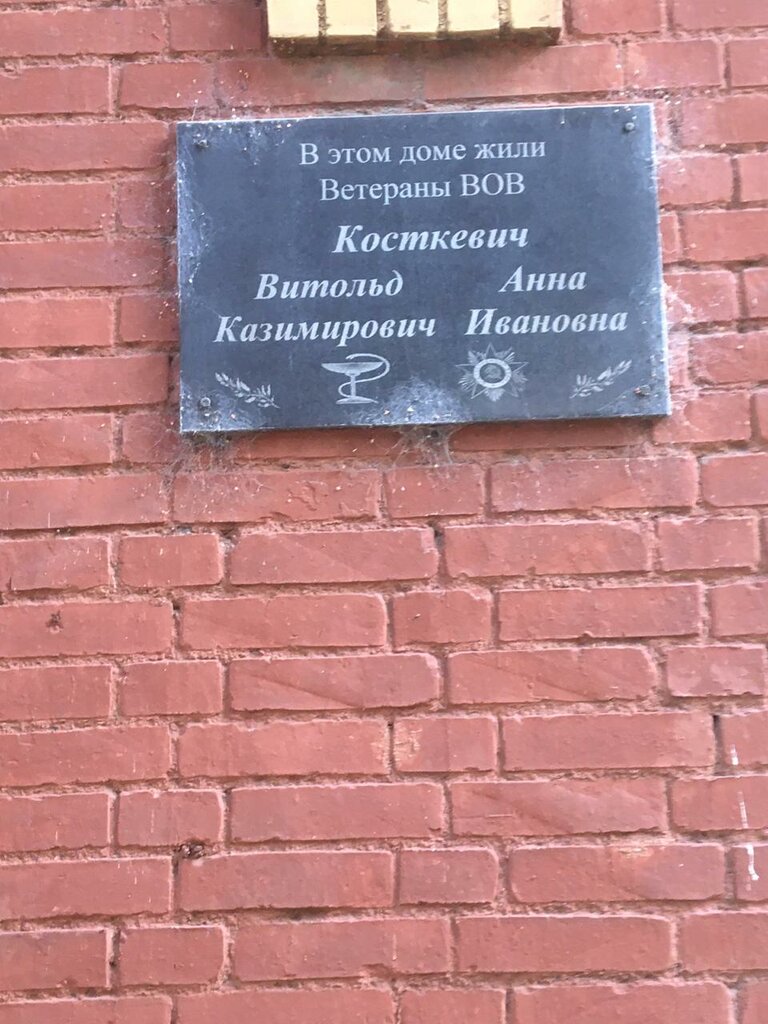 В этом доме жили
Ветераны ВОВ
Косткевич
Витольд Анна
Казимирович Ивановна